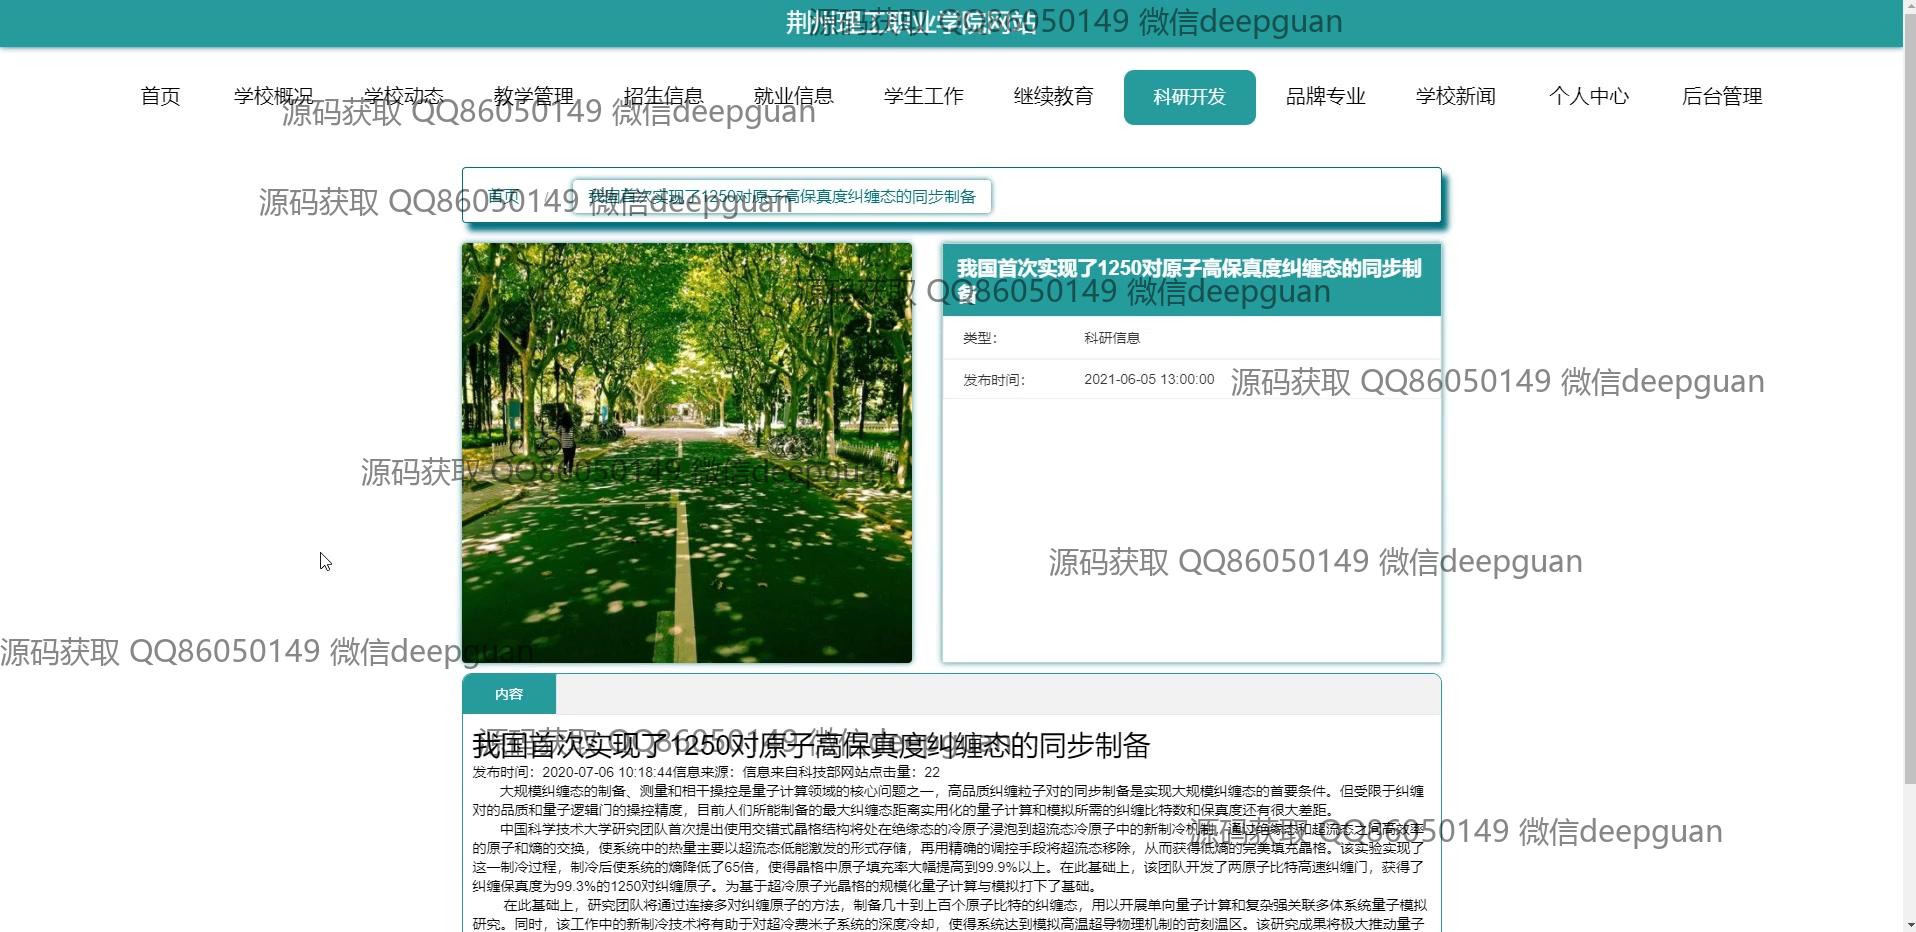 荆州理工职业学院网站
源码获取 QQ86050149 微信deepguan
首页 学校概况 学校动态 教学管理 招生信息 就业信息 学生工作 继续教育 科研开发 品牌专业 学校新闻 个人中心 后台管理
源码获取 QQ86050149 微信deepguan
首页 我国首次实现了1250对原子高保真度纠缠态的同步制备
源码获取 QQ86050149 微信deepguan
我国首次实现了1250对原子高保真度纠缠态的同步制
备
源码获取 QQ86050149 微信deepguan
类型: 科研信息
发布时间: 2021-06-05 13:00:00
源码获取 QQ86050149 微信deepguan
源码获取 QQ86050149 微信deepguan
源码获取 QQ86050149 微信deepguan
源码获取 QQ86050149 微信deepguan
内容
我国首次实现了1250对原子高保真度纠缠态的同步制备
源码获取 QQ86050149 微信deepguan
发布时间：2020-07-06 10:18:44信息来源：信息来自科技部网站点击量：22
大规模纠缠态的制备、测量和相干操控是量子计算领域的核心问题之一，高品质纠缠粒子对的同步制备是实现大规模纠缠态的首要条件。但受限于纠缠
对的品质和量子逻辑门的操控精度，目前人们所能制备的最大纠缠态距离实用化的量子计算和模拟所需的纠缠比特数和保真度还有很大差距。
中国科学技术大学研究团队首次提出使用交错式晶格结构将处在绝缘态的冷原子浸泡到超流态冷原子中的新制冷机制，通过绝缘态和超流态之间高效率
源码获取 QQ86050149 微信deepguan
的原子和熵的交换，使系统中的热量主要以超流态低能激发的形式存储，再用精确的调控手段将超流态移除，从而获得低熵的完美填充晶格。该实验实现了
这一制冷过程，制冷后使系统的熵降低了65倍，使得晶格中原子填充率大幅提高到99.9%以上。在此基础上，该团队开发了两原子比特高速纠缠门，获得了
纠缠保真度为99.3%的1250对纠缠原子。为基于超冷原子光晶格的规模化量子计算与模拟打下了基础。
在此基础上，研究团队将通过连接多对纠缠原子的方法，制备几十到上百个原子比特的纠缠态，用以开展单向量子计算和复杂强关联多体系统量子模拟
研究。同时，该工作中的新制冷技术将有助于对超冷费米子系统的深度冷却，使得系统达到模拟高温超导物理机制的苛刻温区。该研究成果将极大推动量子